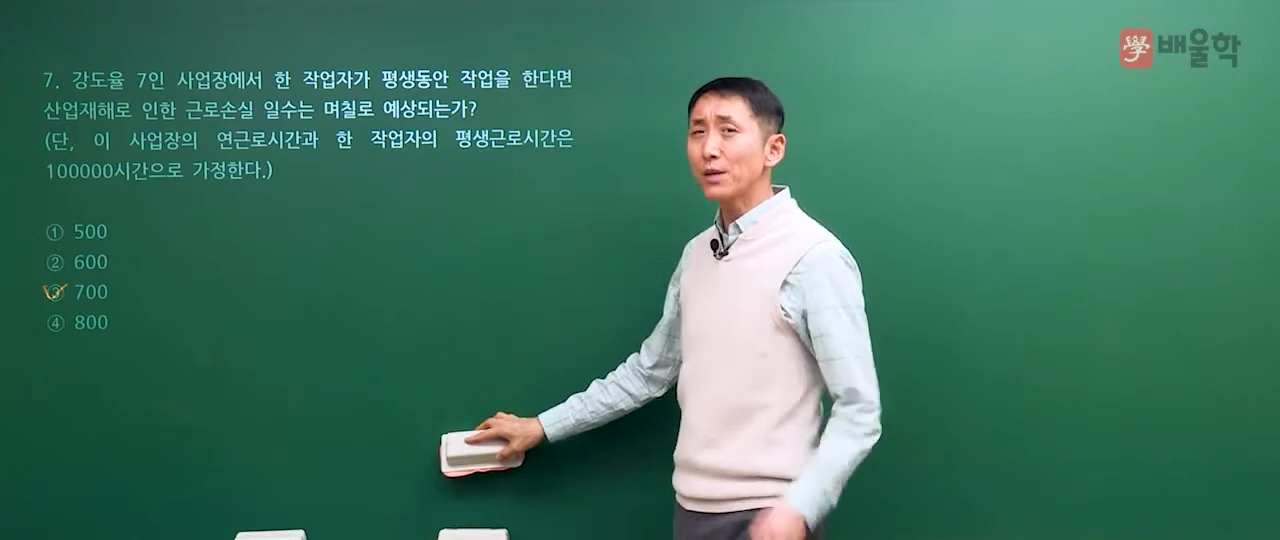 學 배울학
7. 강도율 7인 사업장에서 한 작업자가 평생동안 작업을 한다면
산업재해로 인한 근로손실 일수는 며칠로 예상되는가?
(단, 이 사업장의 연근로시간과 한 작업자의 평생근로시간은
100000시간으로 가정한다.)
① 500
② 600
③ 700
④ 800